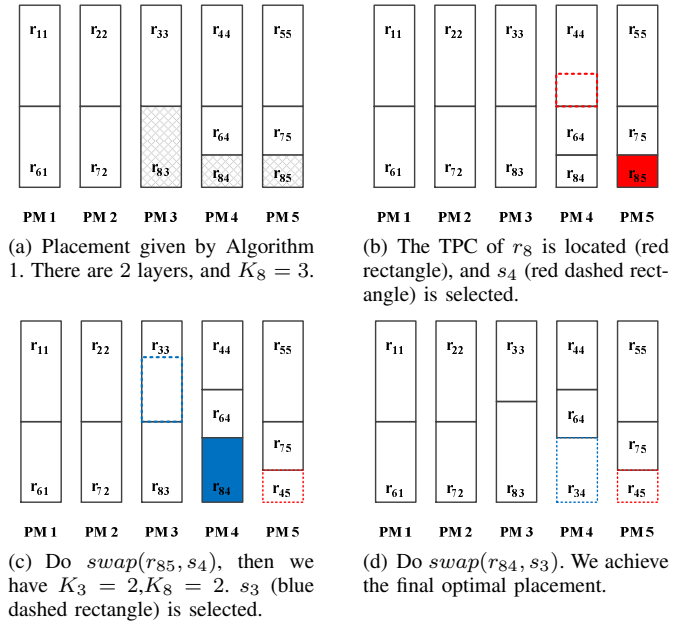 r11 r22 r33 r44 r55
r64 r75
r61 r72 r83 r84 r85
PM 1 PM 2 PM 3 PM 4 PM 5
(a) Placement given by Algorithm
1. There are 2 layers, and K8 = 3.
r11 r22 r33 r44 r55
r64 r75
r61 r72 r83 r84 r85
PM 1 PM 2 PM 3 PM 4 PM 5
(b) The TPC of r8 is located (red
rectangle), and s4 (red dashed rect-
angle) is selected.
r11 r22 r33 r44 r55
r64
r75
r61 r72 r83 r84 r45
PM 1 PM 2 PM 3 PM 4 PM 5
(c) Do swap(r85, s4), then we
have K3 = 2,K8 = 2. s3 (blue
dashed rectangle) is selected.
r11 r22 r33 r44 r55
r64
r75
r61 r72 r83 r34 r45
PM 1 PM 2 PM 3 PM 4 PM 5
(d) Do swap(r84, s3). We achieve
the final optimal placement.